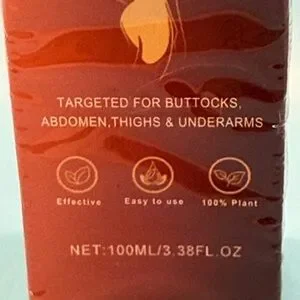 TARGETED FOR BUTTOCKS,
ABDOMEN,THIGHS & UNDERARMS
Effective
Easy to use
100% Plant
NET:100ML/3.38FL.OZ